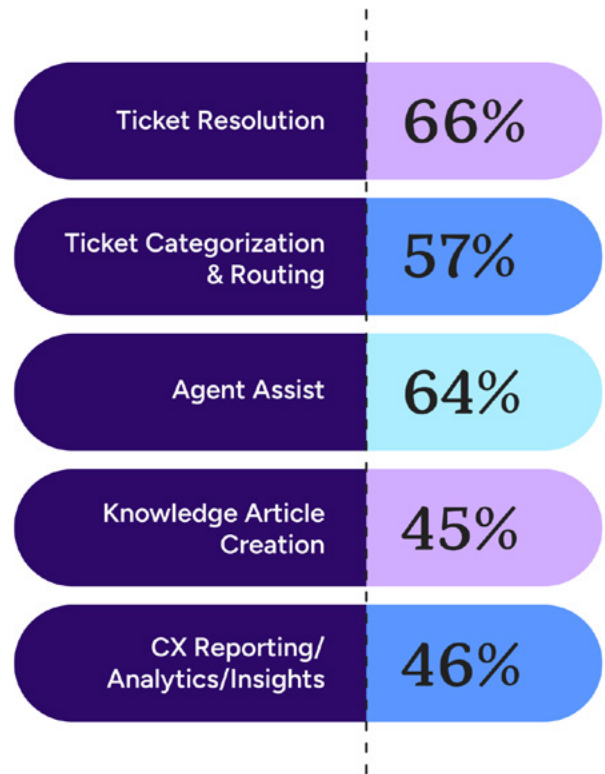 Ticket Resolution
66%
Ticket Categorization
& Routing
57%
Agent Assist
64%
Knowledge Article
Creation
45%
CX Reporting/
Analytics/Insights
46%